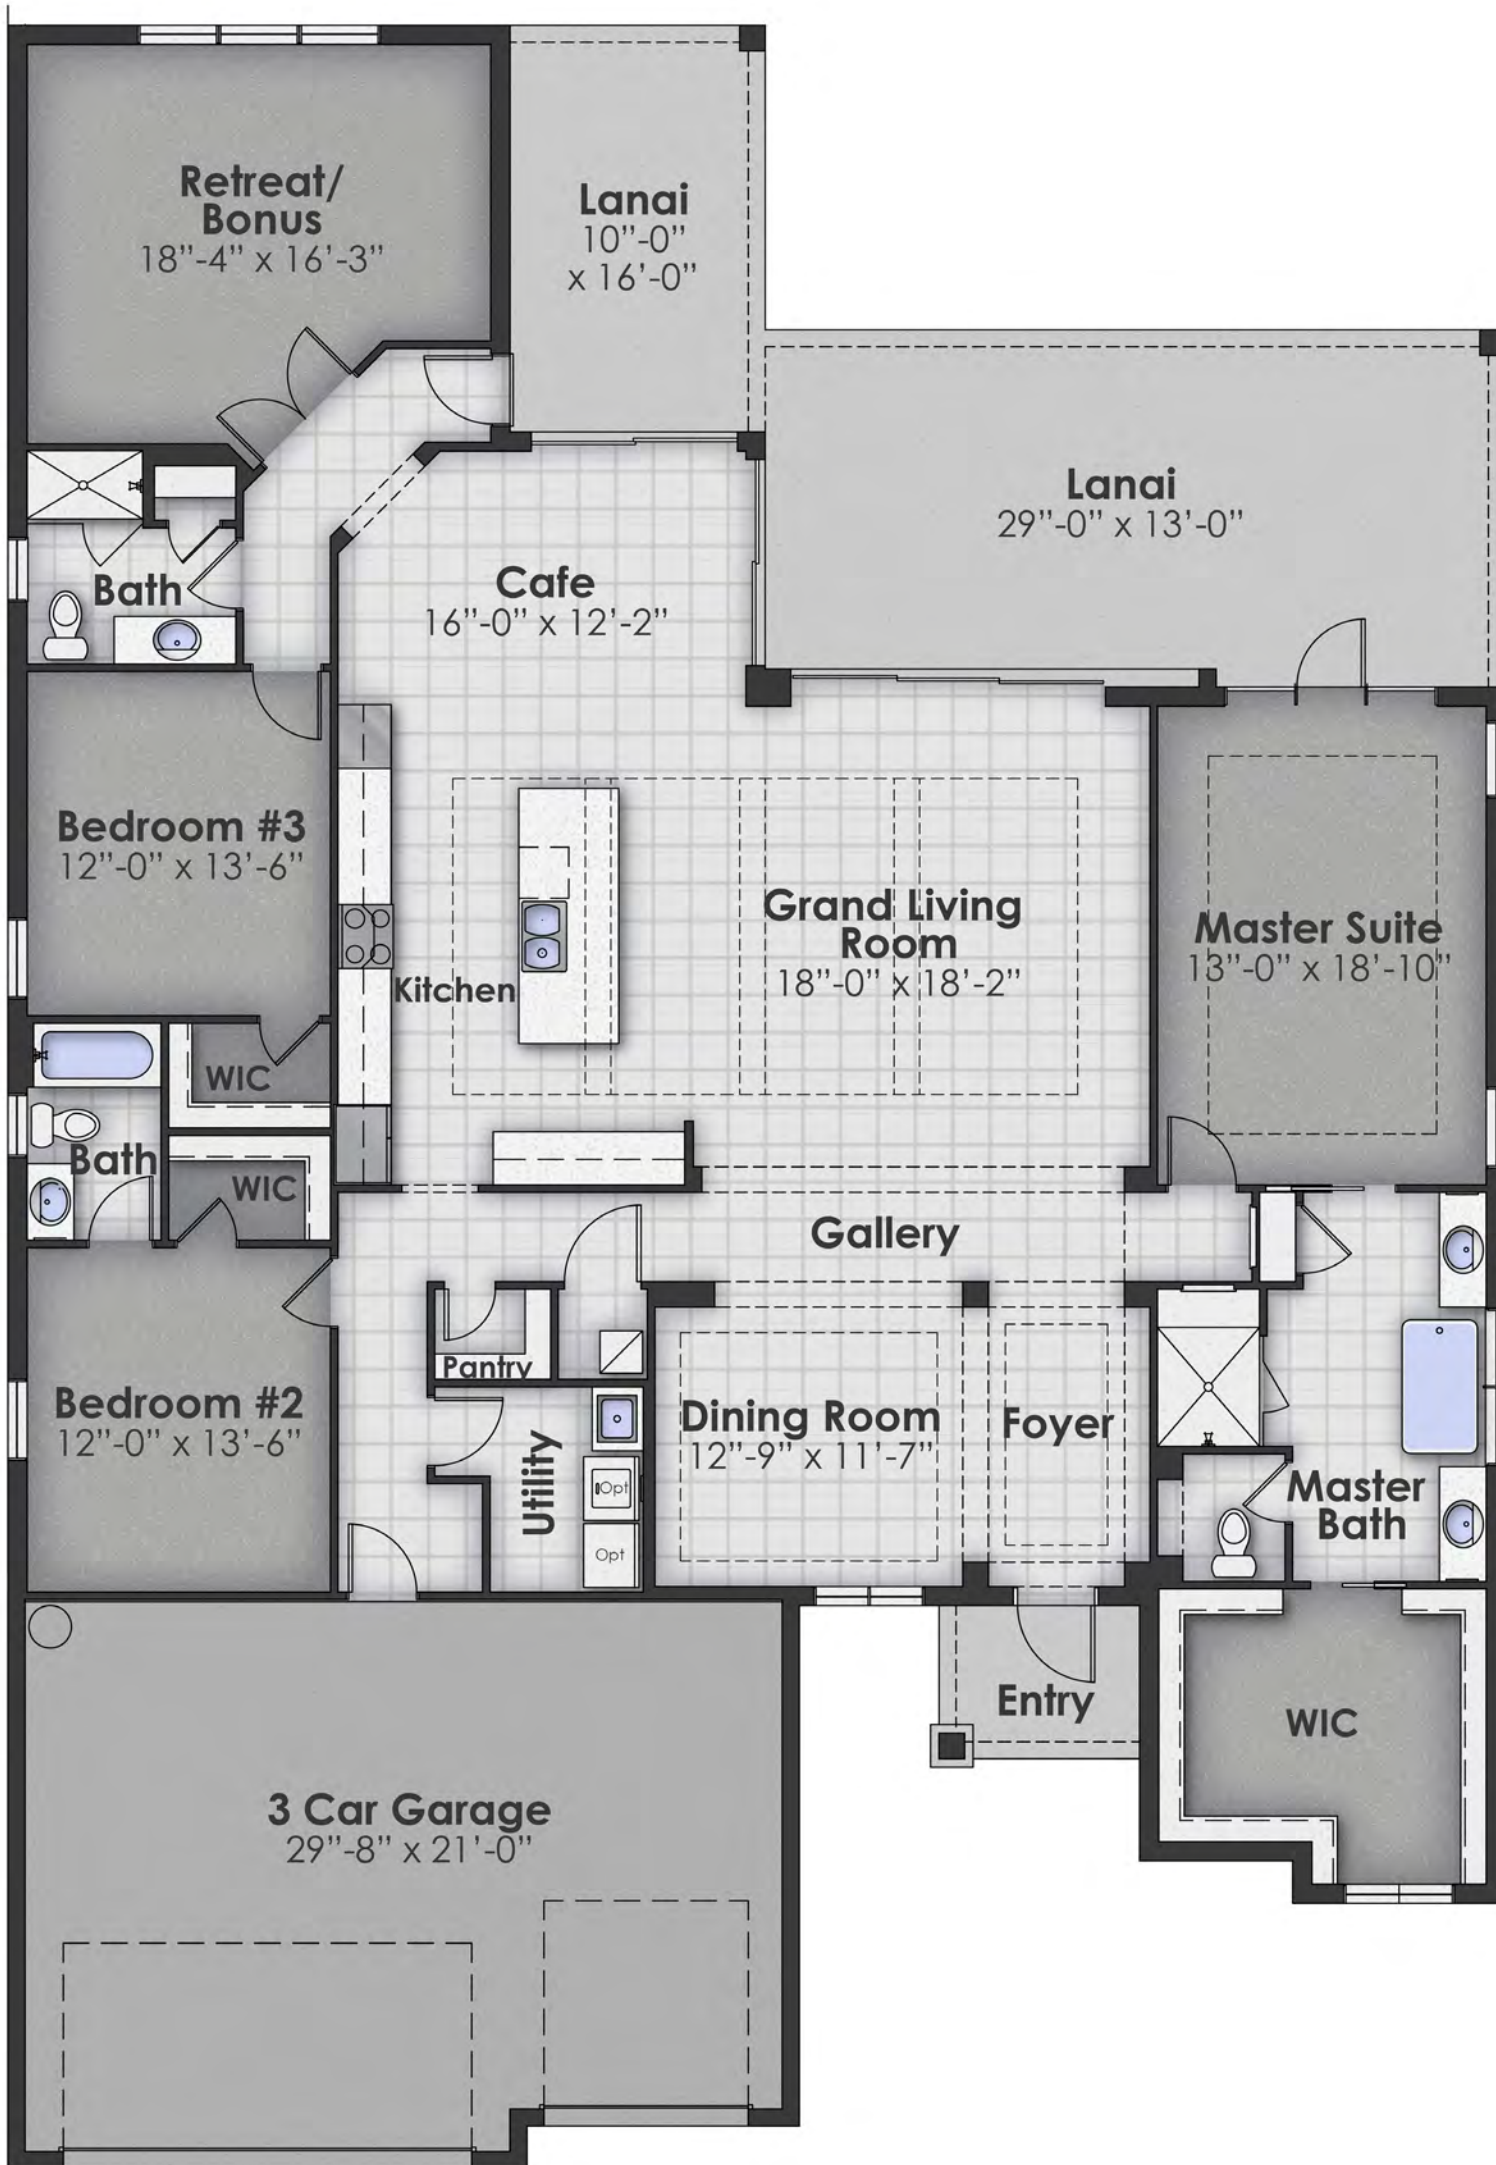 Retreat/
Bonus
18”-4” x 16’-3”
Lanai
10”-0”
x 16’-0”
Lanai
29”-0” x 13’-0”
Bath
Cafe
16”-0” x 12’-2”
Bedroom #3
12”-0” x 13’-6”
Kitchen
Grand Living
Room
18”-0” x 18’-2”
Master Suite
13”-0” x 18’-10”
WIC
Bath
WIC
Gallery
Pantry
Bedroom #2
12”-0” x 13’-6”
Utility
Opt
Opt
Dining Room
12”-9” x 11’-7”
Foyer
Master
Bath
Entry
WIC
3 Car Garage
29”-8” x 21’-0”